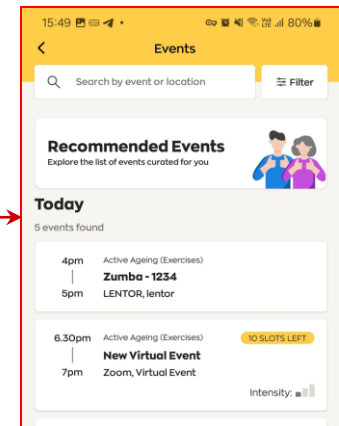 15:49
80%
Events
Search by event or location
Filter
Recommended Events
Explore the list of events curated for you
Today
5 events found
4pm
Active Ageing (Exercises)
Zumba - 1234
5pm
LENTOR, lentor
6.30pm
Active Ageing (Exercises)
10 SLOTS LEFT
New Virtual Event
7pm
Zoom, Virtual Event
Intensity: